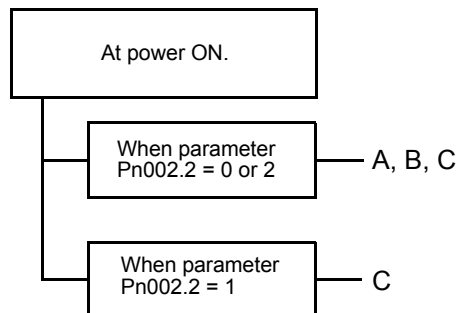 At power ON.
When parameter
Pn002.2 = 0 or 2
A, B, C
When parameter
Pn002.2 = 1
C